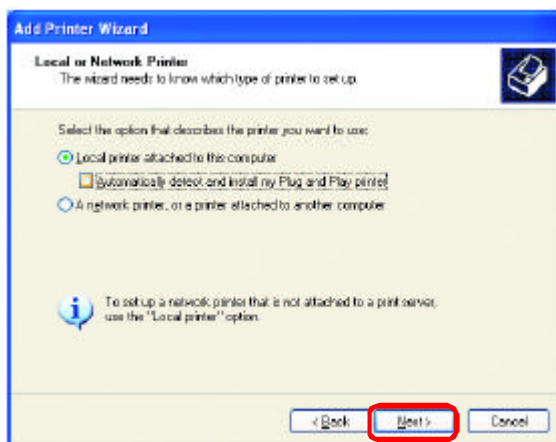 Add Printer Wizard
Local or Network Printer
The wizard needs to know which type of printer to set up.
Select the option that describes the printer you want to use:
Local printer attached to this computer
Automatically detect and install my Plug and Play printer
A network printer, or a printer attached to another computer
To set up a network printer that is not attached to a print server,
use the "Local printer" option.
< Back
Next >
Cancel